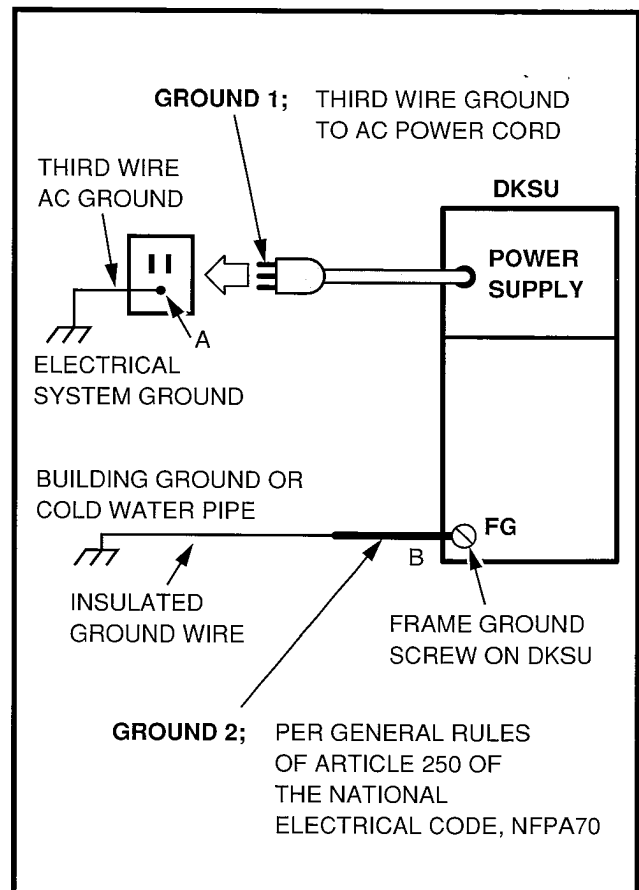 GROUND 1; THIRD WIRE GROUND
TO AC POWER CORD
THIRD WIRE
AC GROUND
DKSU
POWER
SUPPLY
A
ELECTRICAL
SYSTEM GROUND
BUILDING GROUND OR
COLD WATER PIPE
FG
B
INSULATED
GROUND WIRE
FRAME GROUND
SCREW ON DKSU
GROUND 2; PER GENERAL RULES
OF ARTICLE 250 OF
THE NATIONAL
ELECTRICAL CODE, NFPA70